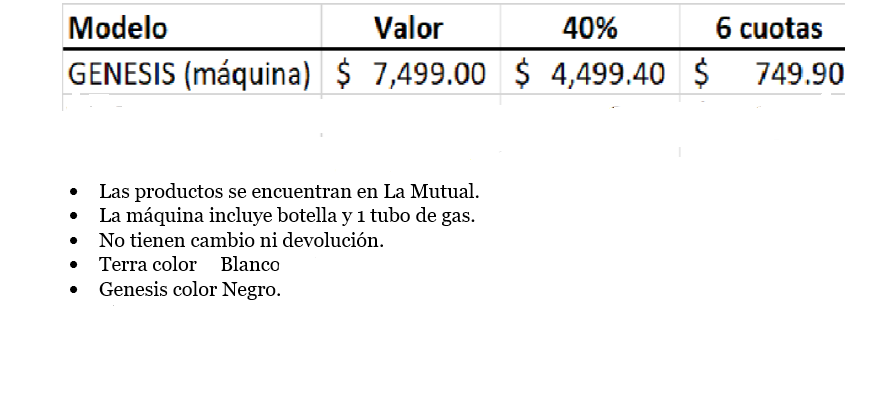 Modelo Valor 40% 6 cuotas
GENESIS (máquina) $ 7,499.00 $ 4,499.40 $ 749.90
• Las productos se encuentran en La Mutual.
• La máquina incluye botella y 1 tubo de gas.
• No tienen cambio ni devolución.
• Terra color Blanco
• Genesis color Negro.